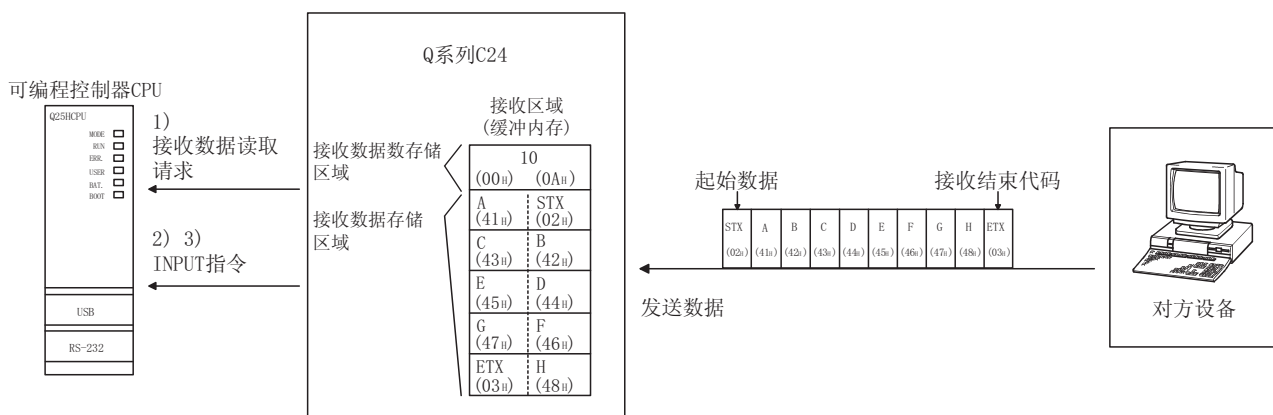 可编程控制器CPU
Q25HCPU
MODE
RUN
ERR.
USER
BAT.
BOOT
USB
RS-232
1)
接收数据读取
请求
2) 3)
INPUT指令
Q系列C24
接收区域
(缓冲内存)
接收数据数存储
区域
接收数据存储
区域
10
(00H) (0AH)
A STX
(41H) (02H)
C B
(43H) (42H)
E D
(45H) (44H)
G F
(47H) (46H)
ETX H
(03H) (48H)
起始数据 接收结束代码
STX A B C D E F G H ETX
(02H) (41H) (42H) (43H) (44H) (45H) (46H) (47H) (48H) (03H)
发送数据
对方设备